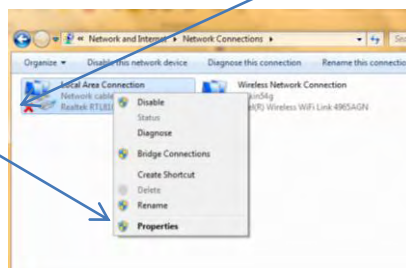 Network and Internet ▸ Network Connections ▸
Organize ▾ Disable this network device Diagnose this connection Rename this connection
Local Area Connection
Network cable
Realtek
Wireless Network Connection
Wireless WiFi Link 4965AGN
Disable
Status
Diagnose
Bridge Connections
Create Shortcut
Delete
Rename
Properties